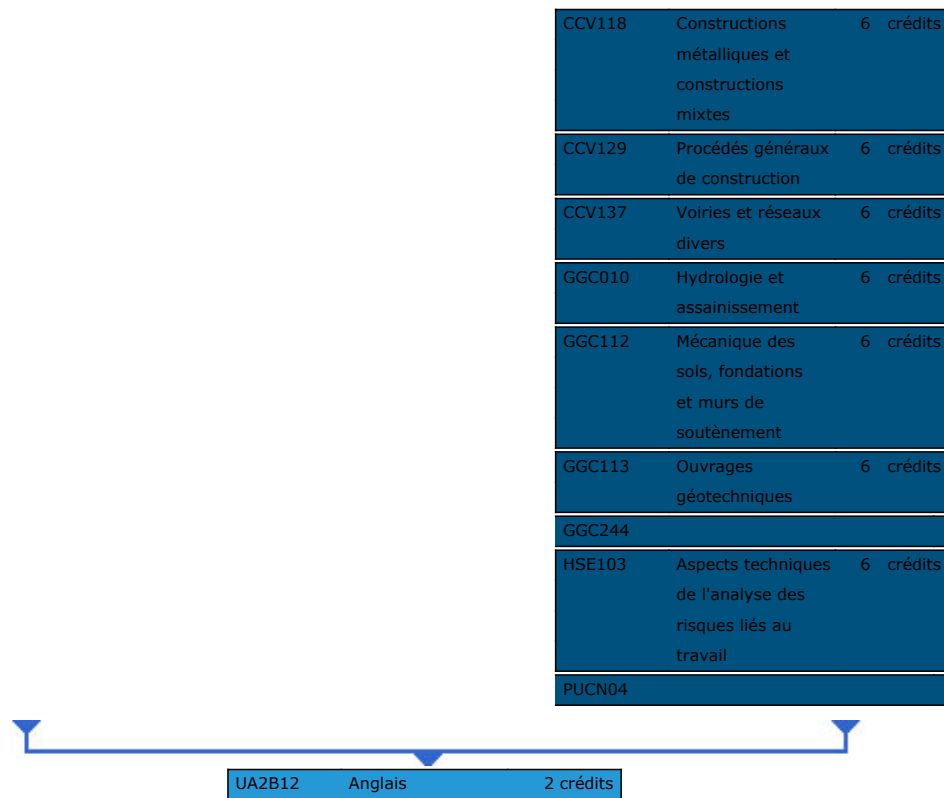 CCV118 Constructions 6 crédits
métalliques et
constructions
mixtes
CCV129 Procédés généraux 6 crédits
de construction
CCV137 Voiries et réseaux 6 crédits
divers
GGC010 Hydrologie et 6 crédits
assainissement
GGC112 Mécanique des 6 crédits
sols, fondations
et murs de
soutènement
GGC113 Ouvrages 6 crédits
géotechniques
GGC244
HSE103 Aspects techniques 6 crédits
de l'analyse des
risques liés au
travail
PUCN04
UA2B12 Anglais 2 crédits